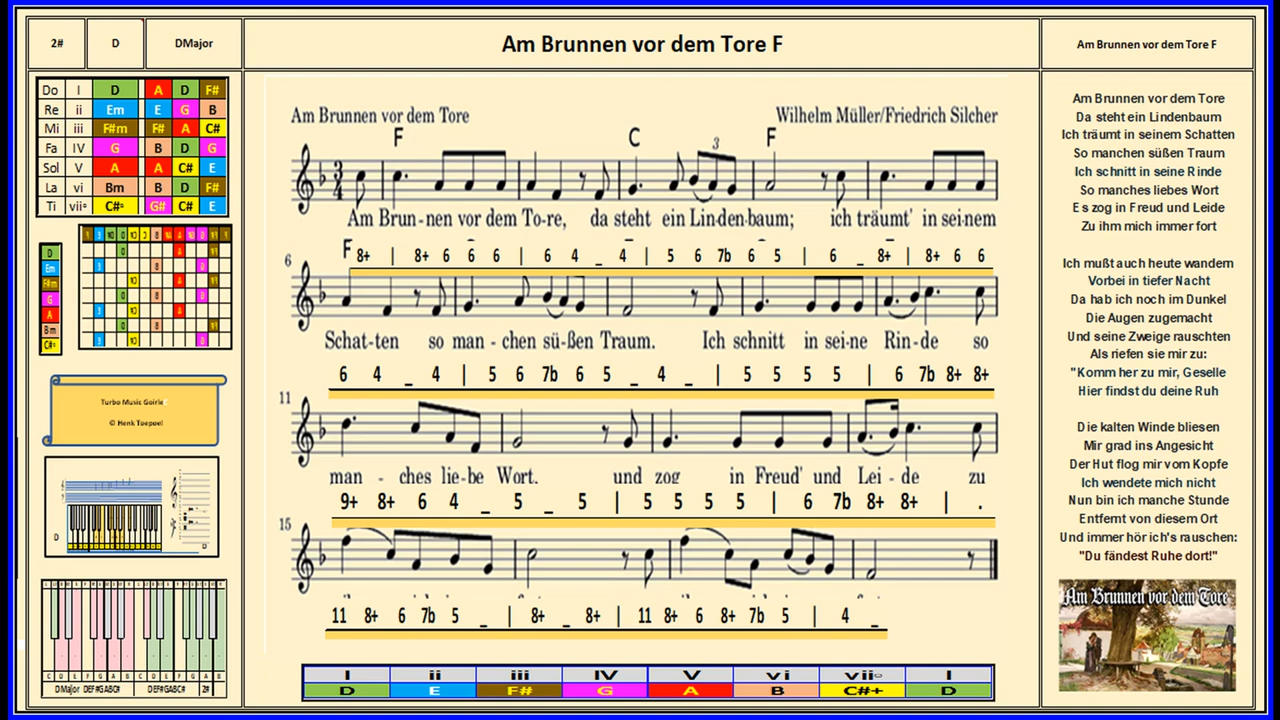 2# D DMajor
Am Brunnen vor dem Tore F
Am Brunnen vor dem Tore F
Do I D A D F#
Re ii Em E G B
Mi iii F#m F# A C#
Fa IV G B D G
Sol V A A C# E
La vi Bm B D F#
Ti vii° C#° G# C# E
D
Em
F#m
G
A
Bm
C#°
Turbo Music Goirle
© Henk Toepoel
D
D
DMajor DEF#GABC# DEF#GABC# 2#
Am Brunnen vor dem Tore Wilhelm Müller/Friedrich Silcher
F C 3 F
3
4
Am Brun-nen vor dem To-re, da steht ein Linden-baum; ich träumt' in seinem
F 8+ | 8+ 6 6 6 | 6 4 _ 4 | 5 6 7b 6 5 | 6 _ 8+ | 8+ 6 6
6
Schat-ten so man - chen sü-ßen Traum. Ich schnitt in sei-ne Rin-de so
6 4 _ 4 | 5 6 7b 6 5 _ 4 _ | 5 5 5 5 | 6 7b 8+ 8+
11
man - ches lie-be Wort. und zog in Freud' und Lei - de zu
9+ 8+ 6 4 _ 5 _ 5 | 5 5 5 5 | 6 7b 8+ 8+ | .
15
11 8+ 6 7b 5 _ | 8+ _ 8+ | 11 8+ 6 8+ 7b 5 | 4 _
I ii iii IV V vi vii° I
D E F# G A B C#+ D
Am Brunnen vor dem Tore
Da steht ein Lindenbaum
Ich träumt in seinem Schatten
So manchen süßen Traum
Ich schnitt in seine Rinde
So manches liebes Wort
Es zog in Freud und Leide
Zu ihm mich immer fort
Ich mußt auch heute wandern
Vorbei in tiefer Nacht
Da hab ich noch im Dunkel
Die Augen zugemacht
Und seine Zweige rauschten
Als riefen sie mir zu:
"Komm her zu mir, Geselle
Hier findst du deine Ruh
Die kalten Winde bliesen
Mir grad ins Angesicht
Der Hut flog mir vom Kopfe
Ich wendete mich nicht
Nun bin ich manche Stunde
Entfernt von diesem Ort
Und immer hör ich's rauschen:
"Du fändest Ruhe dort!"
Am Brunnen vor dem Tore